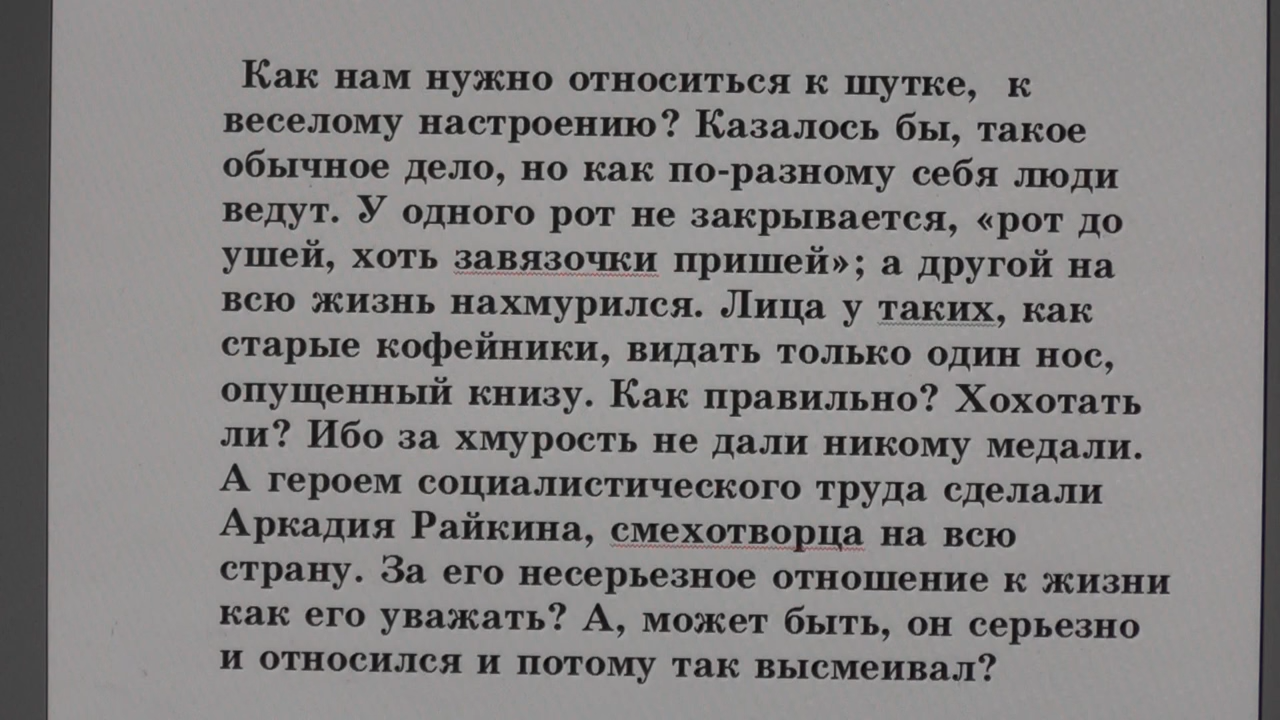 Как нам нужно относиться к шутке, к
веселому настроению? Казалось бы, такое
обычное дело, но как по-разному себя люди
ведут. У одного рот не закрывается, «рот до
ушей, хоть завязочки пришей»; а другой на
всю жизнь нахмурился. Лица у таких, как
старые кофейники, видать только один нос,
опущенный книзу. Как правильно? Хохотать
ли? Ибо за хмурость не дали никому медали.
А героем социалистического труда сделали
Аркадия Райкина, смехотворца на всю
страну. За его несерьезное отношение к жизни
как его уважать? А, может быть, он серьезно
и относился и потому так высмеивал?